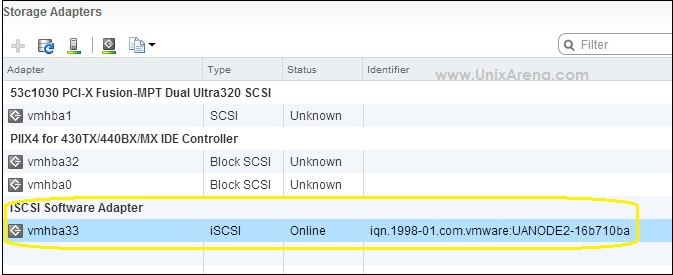 Storage Adapters
Filter
www.UnixArena.com
Adapter Type Status Identifier
53c1030 PCI-X Fusion-MPT Dual Ultra320 SCSI
vmhba1 SCSI Unknown
PIIX4 for 430TX/440BX/MX IDE Controller
vmhba32 Block SCSI Unknown
vmhba0 Block SCSI Unknown
iSCSI Software Adapter
vmhba33 iSCSI Online iqn.1998-01.com.vmware:UANODE2-16b710ba